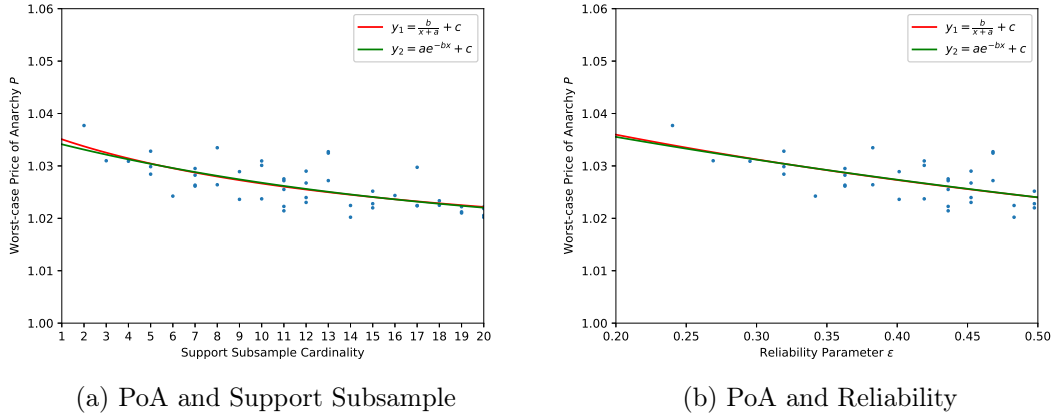 1.06
1.05
1.04
1.03
1.02
1.01
1.00
Worst-case Price of Anarchy P
1 2 3 4 5 6 7 8 9 10 11 12 13 14 15 16 17 18 19 20
Support Subsample Cardinality
y₁ = b/(x+a) + c
y₂ = ae⁻ᵇˣ + c
(a) PoA and Support Subsample
1.06
1.05
1.04
1.03
1.02
1.01
1.00
Worst-case Price of Anarchy P
0.20 0.25 0.30 0.35 0.40 0.45 0.50
Reliability Parameter ε
y₁ = b/(x+a) + c
y₂ = ae⁻ᵇˣ + c
(b) PoA and Reliability